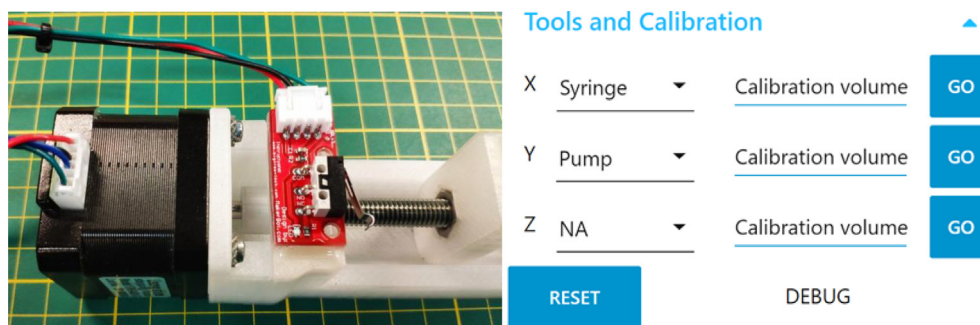 Tools and Calibration
X Syringe Calibration volume GO
Y Pump Calibration volume GO
Z NA Calibration volume GO
RESET DEBUG